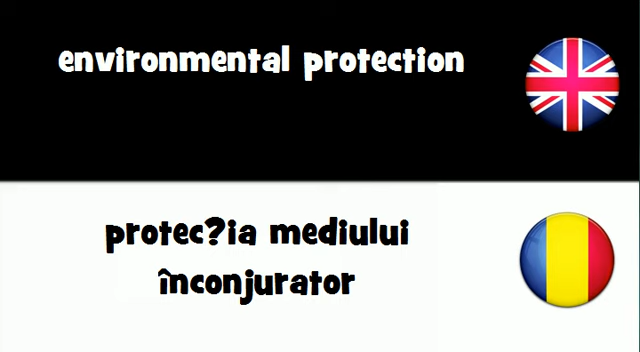 environmental protection
protec?ia mediului
înconjurator